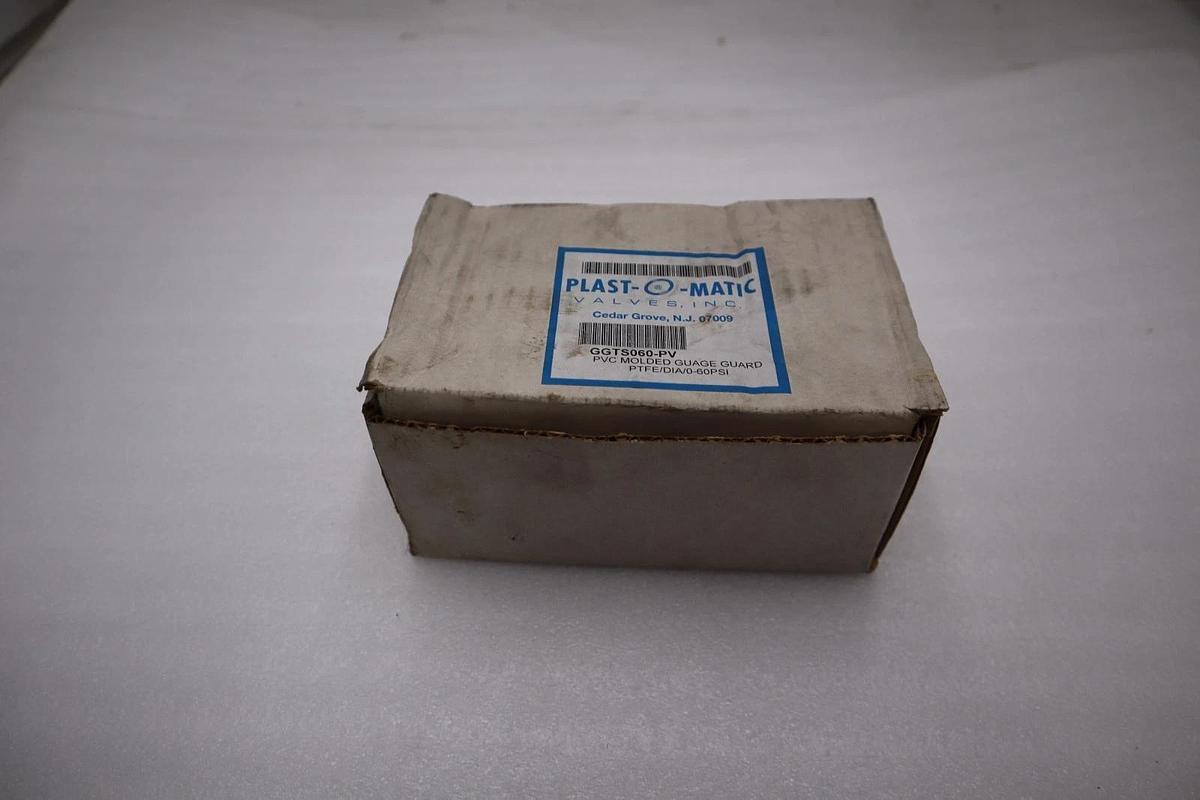 PLAST-O-MATIC
VALVES, INC.
Cedar Grove, N.J. 07009
GGTS060-PV
PVC MOLDED GUAGE GUARD
PTFE/DIA/0-60PSI